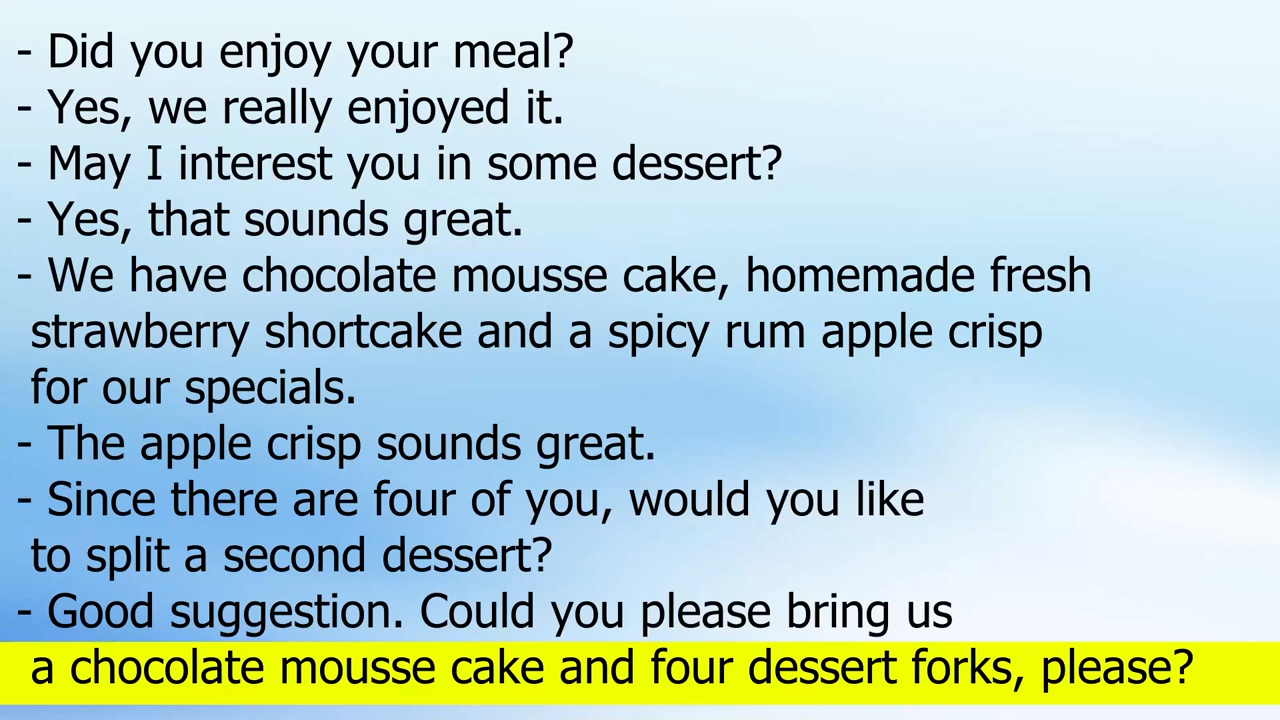 - Did you enjoy your meal?
- Yes, we really enjoyed it.
- May I interest you in some dessert?
- Yes, that sounds great.
- We have chocolate mousse cake, homemade fresh
strawberry shortcake and a spicy rum apple crisp
for our specials.
- The apple crisp sounds great.
- Since there are four of you, would you like
to split a second dessert?
- Good suggestion. Could you please bring us
a chocolate mousse cake and four dessert forks, please?